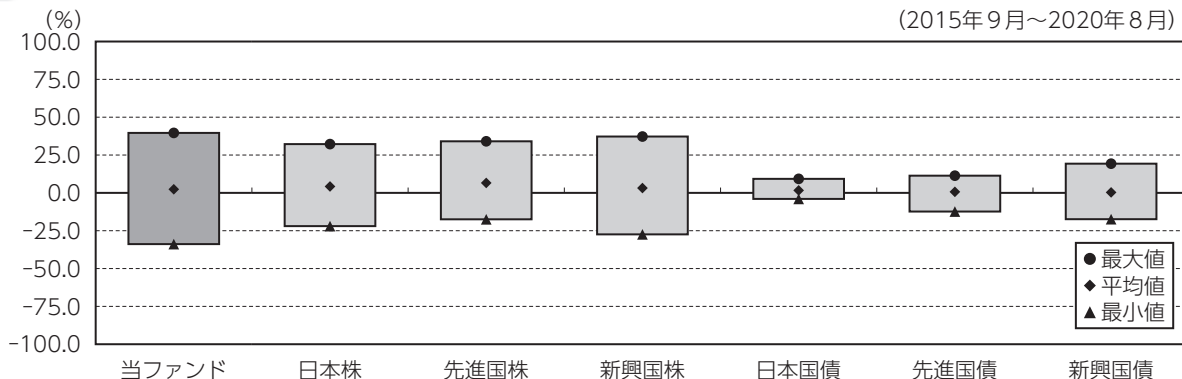 (%)
(2015年9月～2020年8月)
100.0
75.0
50.0
25.0
0.0
-25.0
-50.0
-75.0
-100.0
●最大値
◆平均値
▲最小値
当ファンド 日本株 先進国株 新興国株 日本国債 先進国債 新興国債